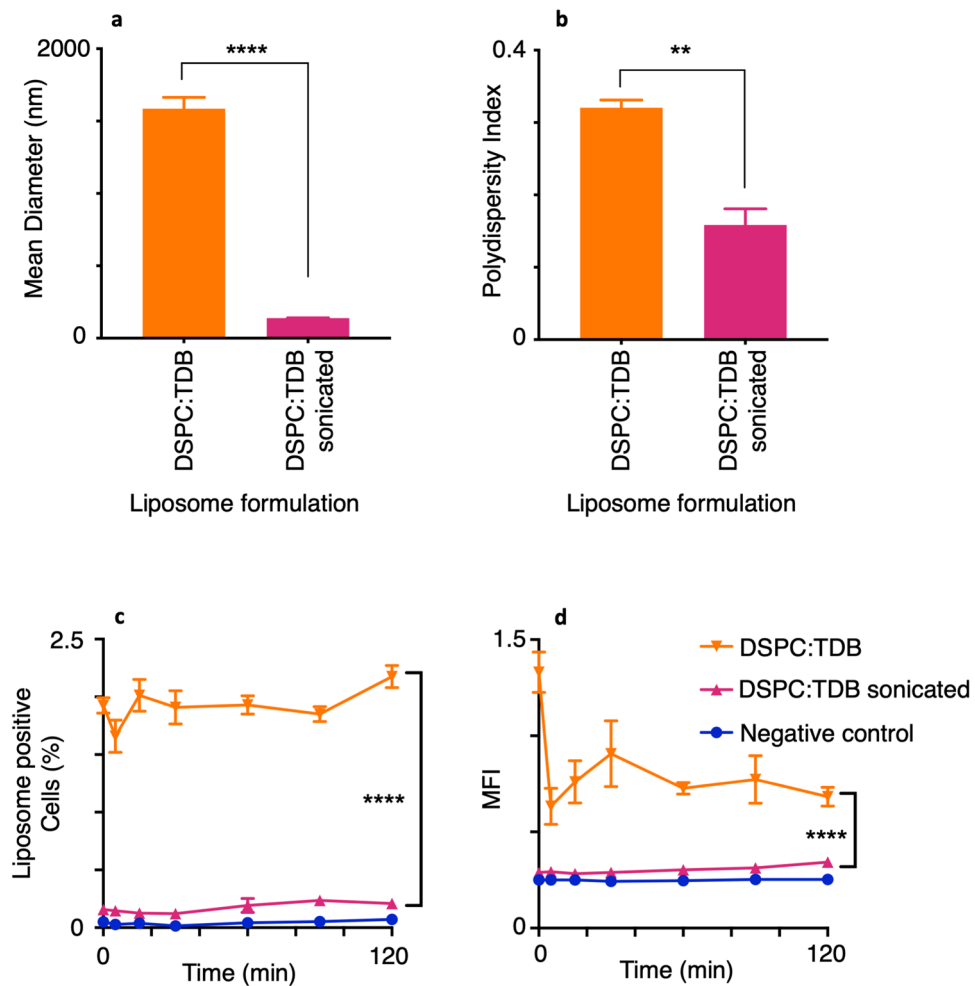 a
2000
****
Mean Diameter (nm)
0
DSPC:TDB
DSPC:TDB
sonicated
Liposome formulation
b
0.4
**
Polydispersity Index
0
DSPC:TDB
DSPC:TDB
sonicated
Liposome formulation
c
2.5
Liposome positive
Cells (%)
****
0
0
120
Time (min)
d
1.5
DSPC:TDB
DSPC:TDB sonicated
Negative control
MFI
****
0
0
120
Time (min)